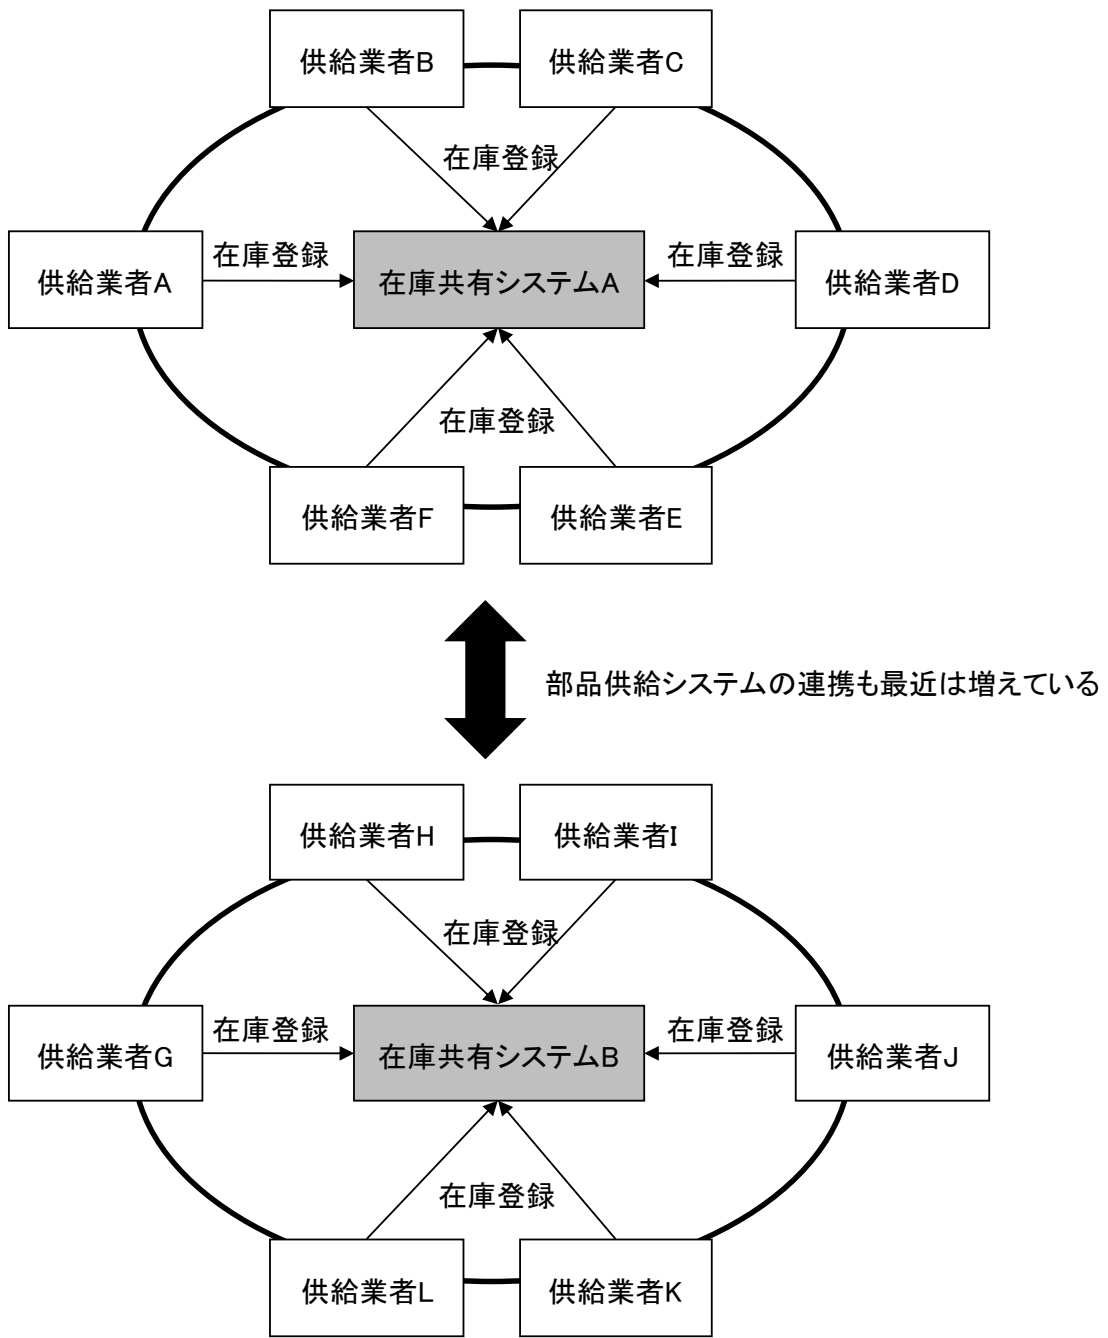 供給業者B
供給業者C
在庫登録
供給業者A
在庫登録
在庫共有システムA
在庫登録
供給業者D
在庫登録
供給業者F
供給業者E
部品供給システムの連携も最近は増えている
供給業者H
供給業者I
在庫登録
供給業者G
在庫登録
在庫共有システムB
在庫登録
供給業者J
在庫登録
供給業者L
供給業者K